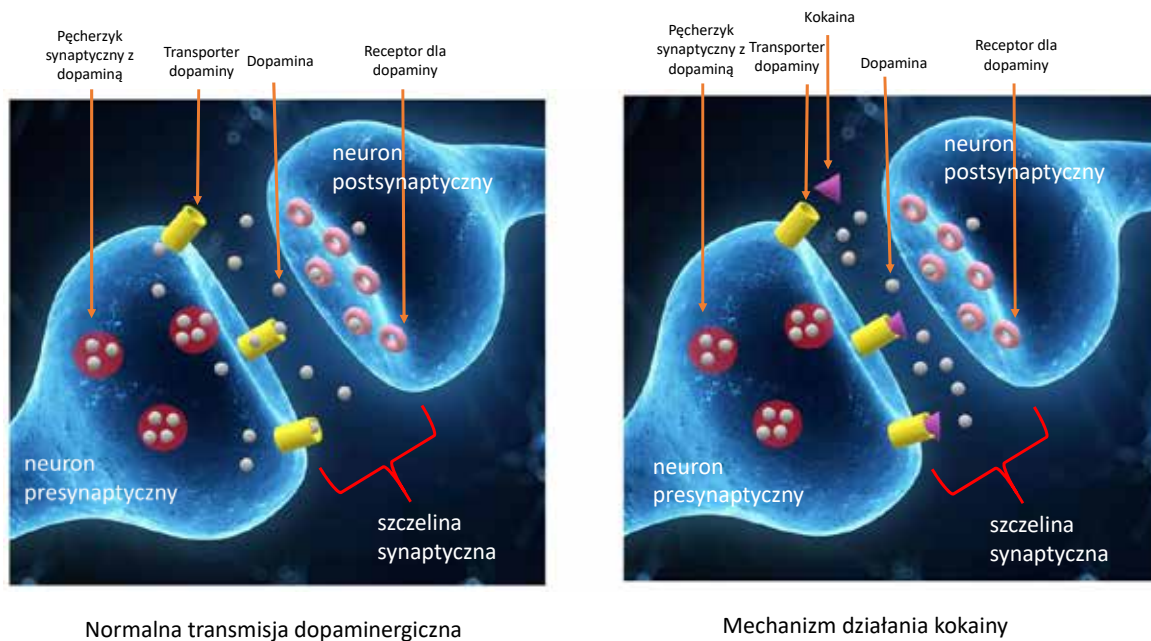 Pęcherzyk
synaptyczny z
dopaminą
Transporter
dopaminy
Dopamina
Receptor dla
dopaminy
neuron
postsynaptyczny
neuron
presynaptyczny
szczelina
synaptyczna
Normalna transmisja dopaminergiczna
Kokaina
Pęcherzyk
synaptyczny z
dopaminą
Transporter
dopaminy
Dopamina
Receptor dla
dopaminy
neuron
postsynaptyczny
neuron
presynaptyczny
szczelina
synaptyczna
Mechanizm działania kokainy